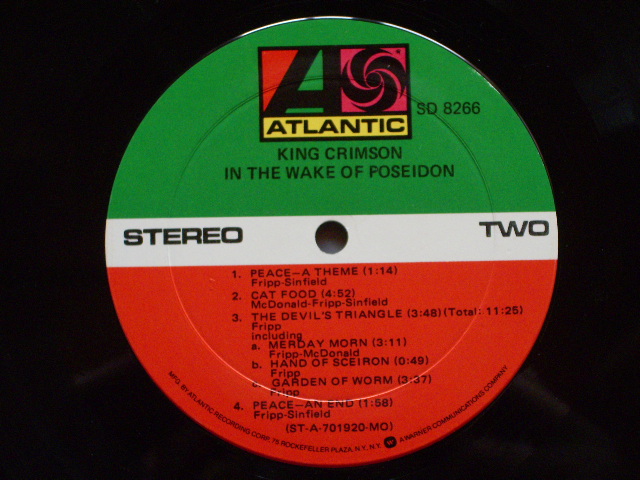 ATLANTIC
SD 8266
KING CRIMSON
IN THE WAKE OF POSEIDON
STEREO
TWO
1. PEACE—A THEME (1:14)
Fripp-Sinfield
2. CAT FOOD (4:52)
McDonald-Fripp-Sinfield
3. THE DEVIL'S TRIANGLE (3:48) (Total: 11:25)
Fripp
including
a. MERDAY MORN (3:11)
Fripp-McDonald
b. HAND OF SCEIRON (0:49)
Fripp
c. GARDEN OF WORM (3:37)
Fripp
4. PEACE—AN END (1:58)
Fripp-Sinfield
(ST-A-701920-MO)
MFG. BY ATLANTIC RECORDING CORP., 75 ROCKEFELLER PLAZA, N.Y., N.Y. A WARNER COMMUNICATIONS COMPANY